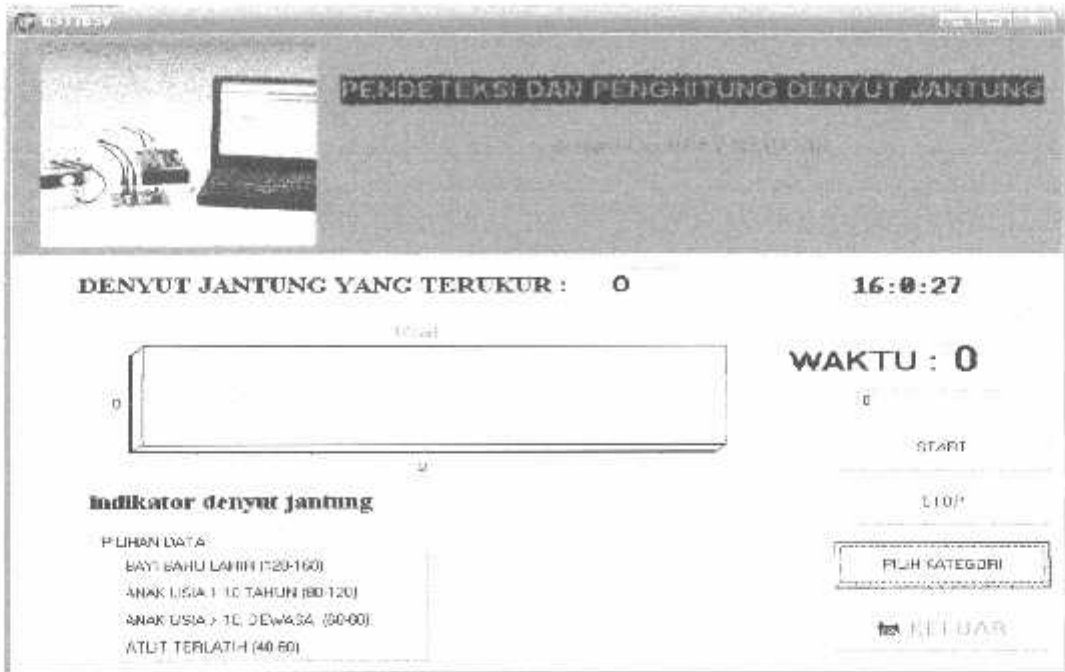 PENDETEKSI DAN PENGHITUNG DENYUT JANTUNG
DENYUT JANTUNG YANG TERUKUR : 0
16:0:27
WAKTU : 0
0
0
0
START
STOP
Indikator denyut jantung
PILIHAN DATA
BAYI BARU LAHIR (120-160)
ANAK USIA 1-10 TAHUN (80-120)
ANAK USIA > 10, DEWASA (60-80)
ATLIT TERLATIH (40-60)
PILIH KATEGORI
KELUAR